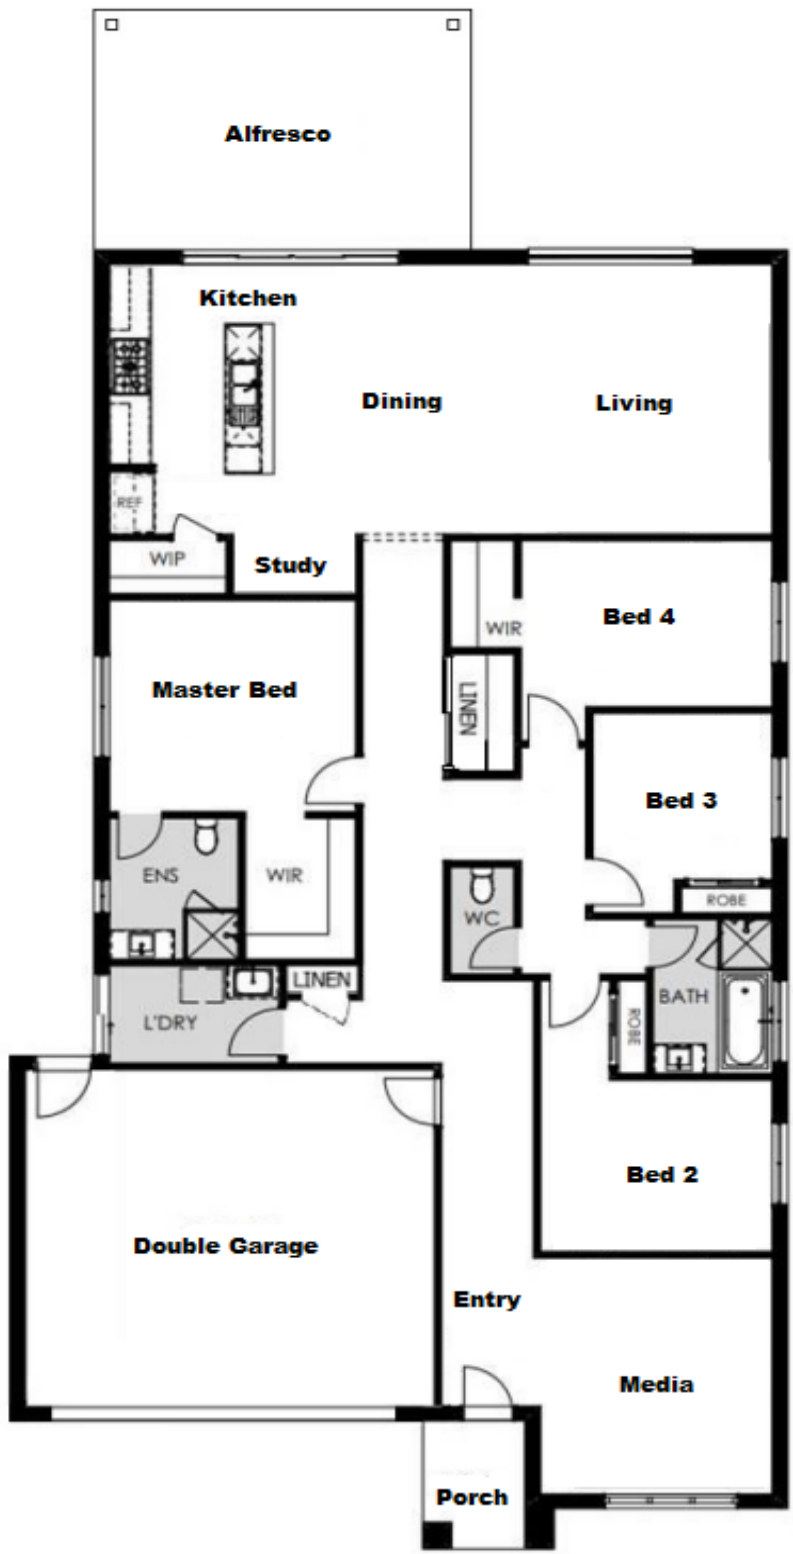 Alfresco
Kitchen
Dining
Living
REF
WIP
Study
WIR
Bed 4
Master Bed
LINEN
Bed 3
ENS
WIR
ROBE
WC
LINEN
BATH
L'DRY
ROBE
Bed 2
Double Garage
Entry
Media
Porch